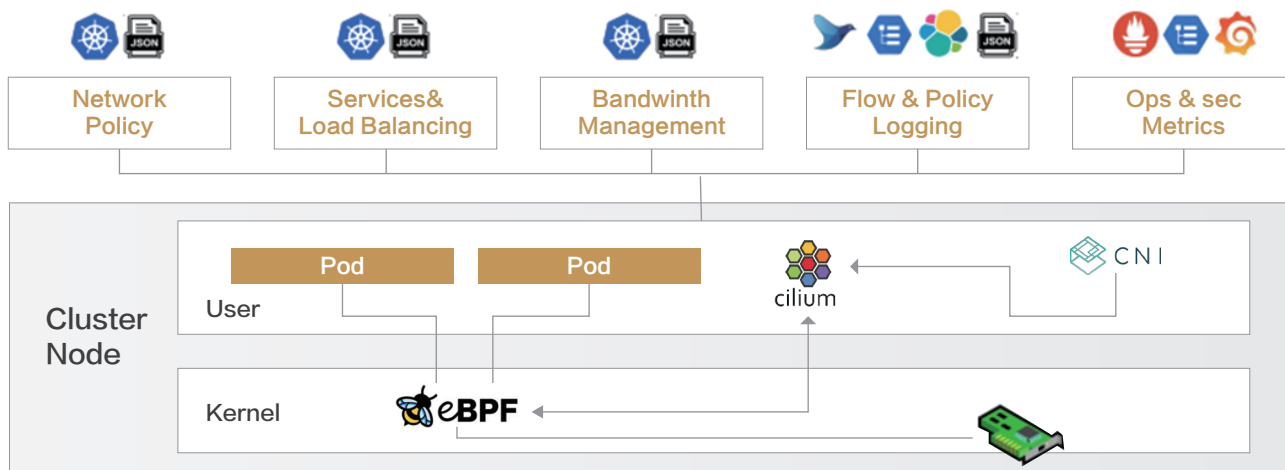 JSON
JSON
JSON
JSON
Network
Policy
Services&
Load Balancing
Bandwinth
Management
Flow & Policy
Logging
Ops & sec
Metrics
Cluster
Node
Pod
Pod
cilium
CNI
User
Kernel
eBPF